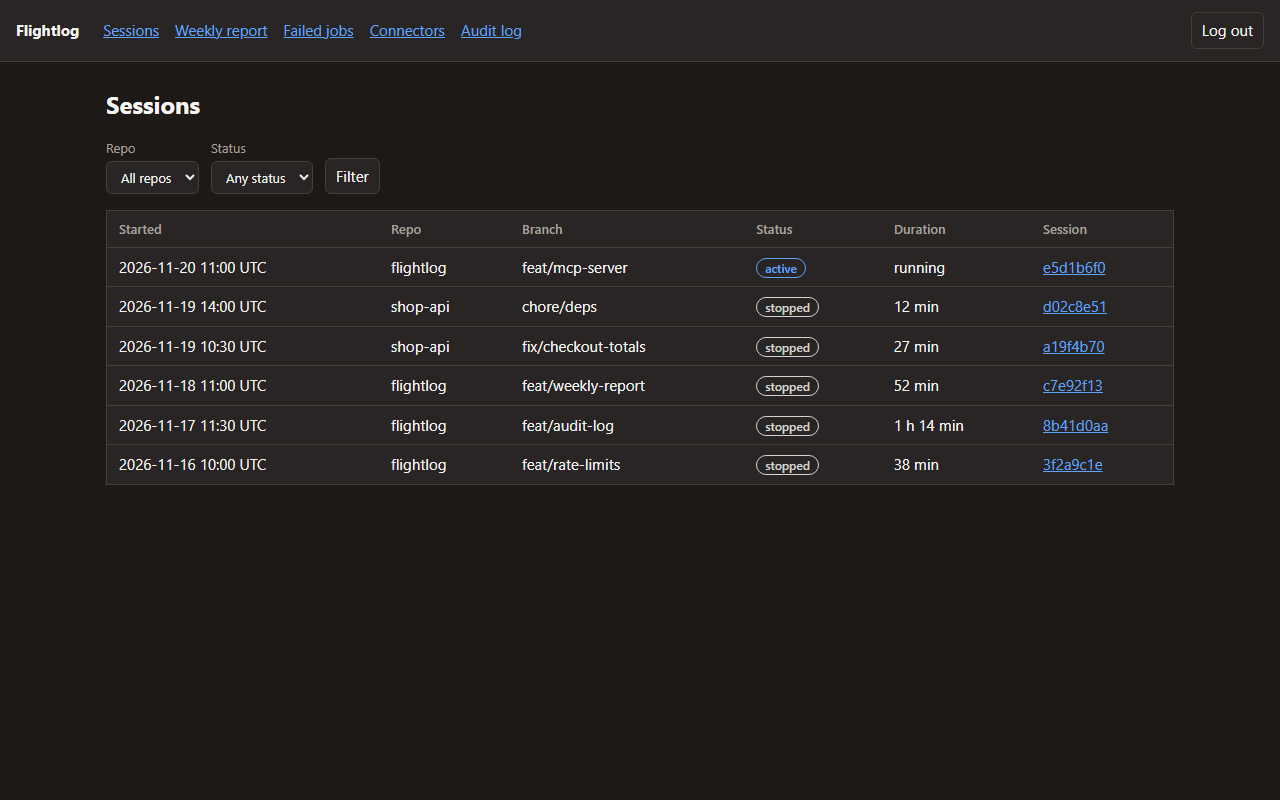 Flightlog Sessions Weekly report Failed jobs Connectors Audit log Log out
Sessions
Repo Status
All repos Any status Filter
Started Repo Branch Status Duration Session
2026-11-20 11:00 UTC flightlog feat/mcp-server active running e5d1b6f0
2026-11-19 14:00 UTC shop-api chore/deps stopped 12 min d02c8e51
2026-11-19 10:30 UTC shop-api fix/checkout-totals stopped 27 min a19f4b70
2026-11-18 11:00 UTC flightlog feat/weekly-report stopped 52 min c7e92f13
2026-11-17 11:30 UTC flightlog feat/audit-log stopped 1 h 14 min 8b41d0aa
2026-11-16 10:00 UTC flightlog feat/rate-limits stopped 38 min 3f2a9c1e